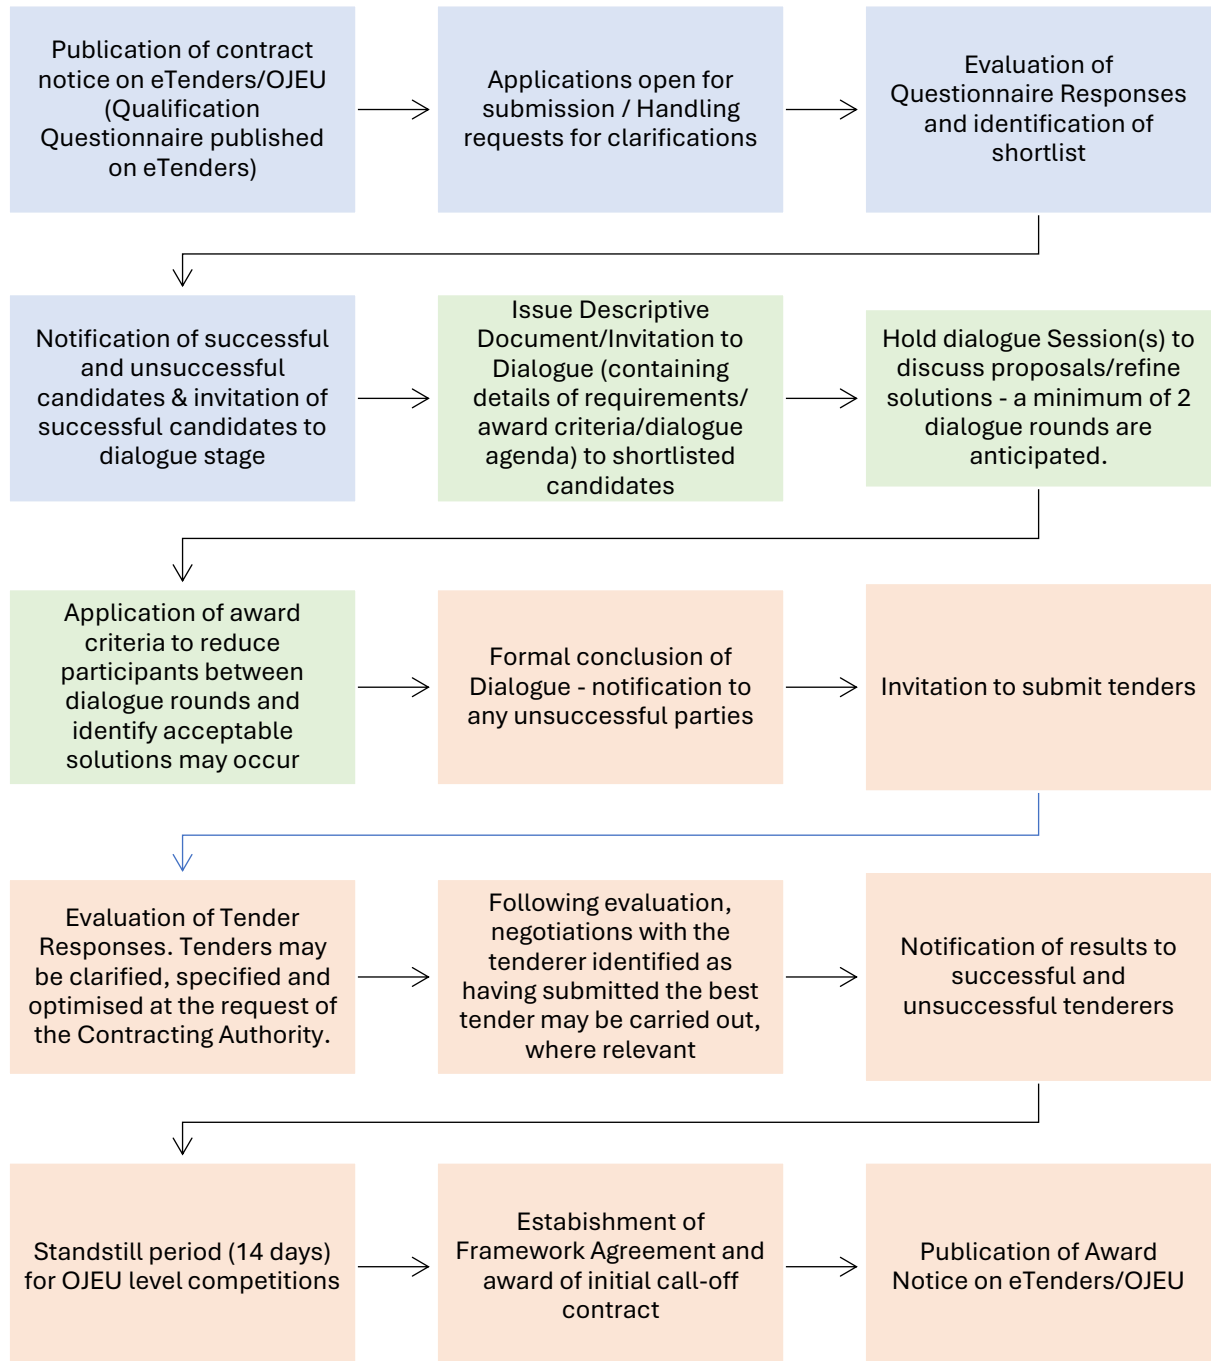 Publication of contract
notice on eTenders/OJEU
(Qualification
Questionnaire published
on eTenders)
Applications open for
submission / Handling
requests for clarifications
Evaluation of
Questionnaire Responses
and identification of
shortlist
Notification of successful
and unsuccessful
candidates & invitation of
successful candidates to
dialogue stage
Issue Descriptive
Document/Invitation to
Dialogue (containing
details of requirements/
award criteria/dialogue
agenda) to shortlisted
candidates
Hold dialogue Session(s) to
discuss proposals/refine
solutions - a minimum of 2
dialogue rounds are
anticipated.
Application of award
criteria to reduce
participants between
dialogue rounds and
identify acceptable
solutions may occur
Formal conclusion of
Dialogue - notification to
any unsuccessful parties
Invitation to submit tenders
Evaluation of Tender
Responses. Tenders may
be clarified, specified and
optimised at the request of
the Contracting Authority.
Following evaluation,
negotiations with the
tenderer identified as
having submitted the best
tender may be carried out,
where relevant
Notification of results to
successful and
unsuccessful tenderers
Standstill period (14 days)
for OJEU level competitions
Estabishment of
Framework Agreement and
award of initial call-off
contract
Publication of Award
Notice on eTenders/OJEU